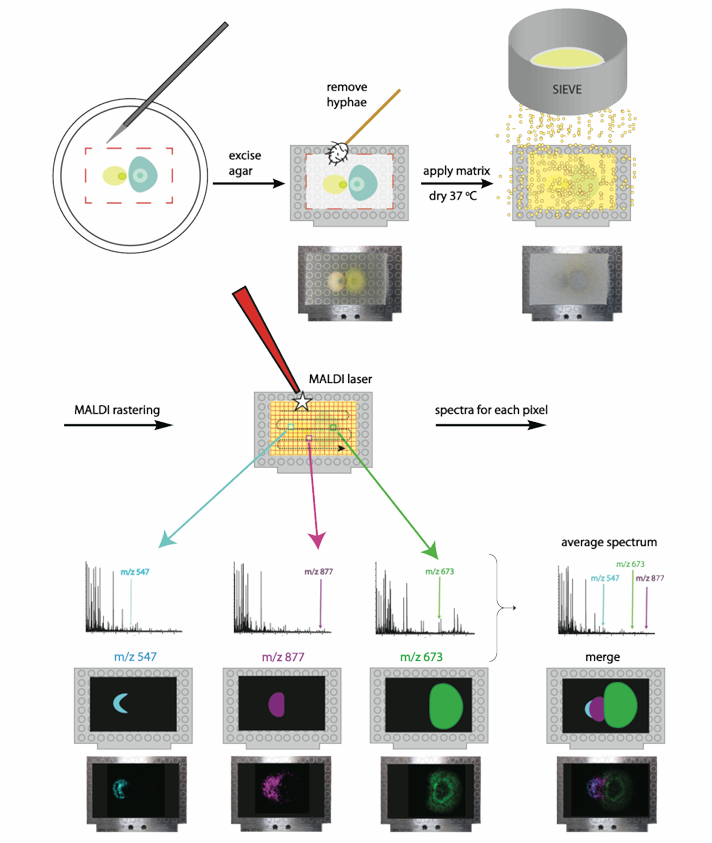 SIEVE
remove
hyphae
excise
agar
apply matrix
dry 37 ºC
MALDI laser
MALDI rastering
spectra for each pixel
average spectrum
m/z 547
m/z 877
m/z 673
m/z 673
m/z 547
m/z 877
m/z 547
m/z 877
m/z 673
merge